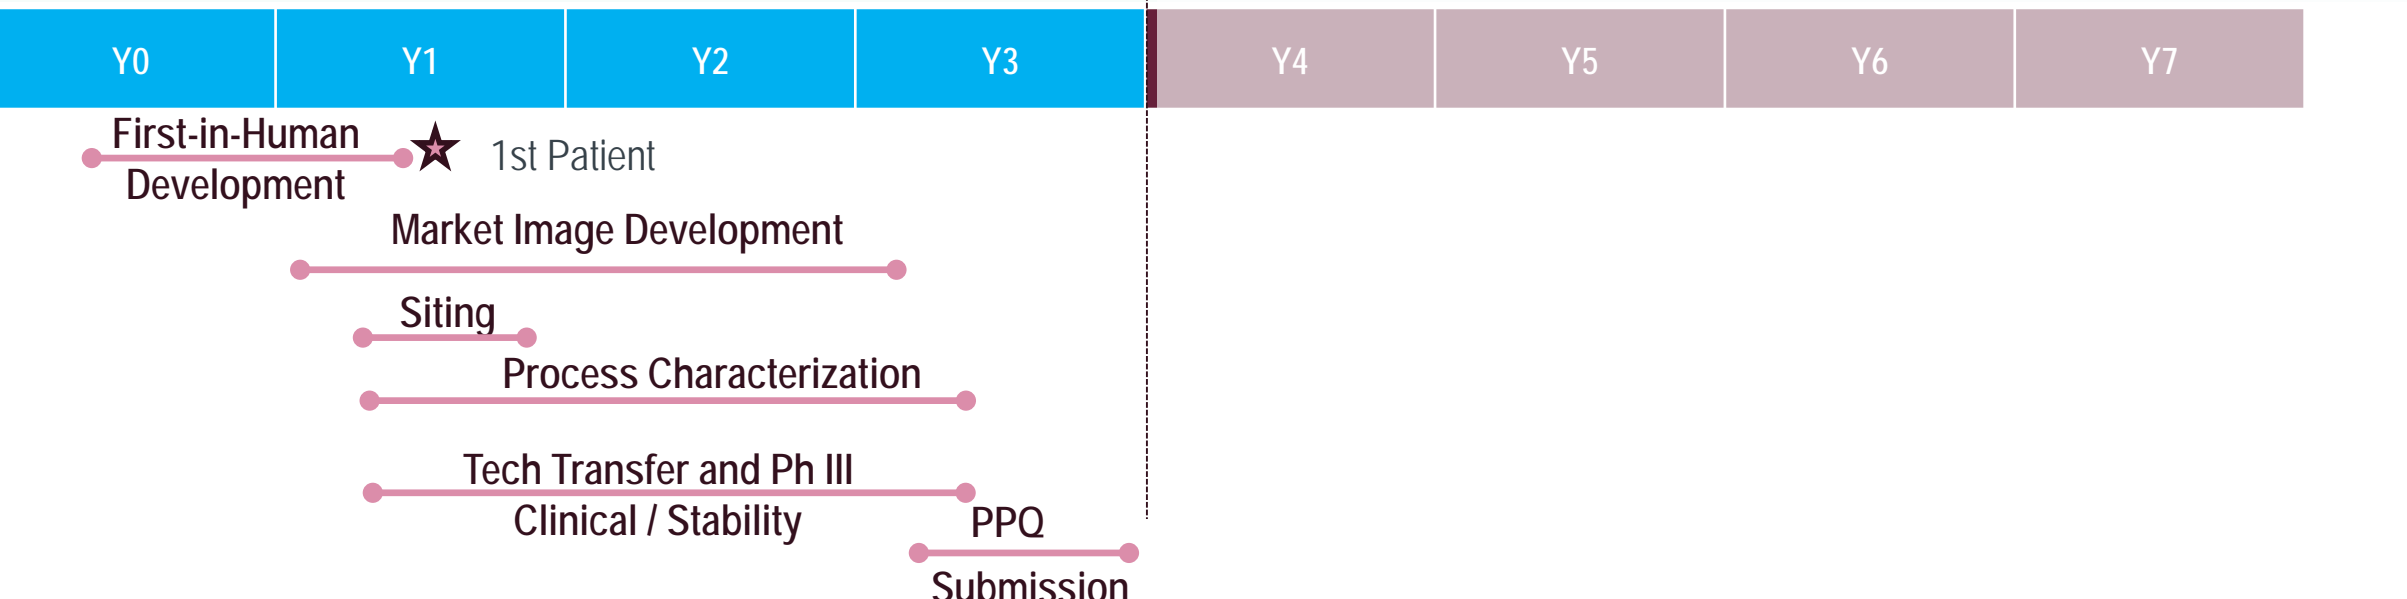 Y0 Y1 Y2 Y3 Y4 Y5 Y6 Y7
First-in-Human
Development
1st Patient
Market Image Development
Siting
Process Characterization
Tech Transfer and Ph III
Clinical / Stability
PPQ
Submission